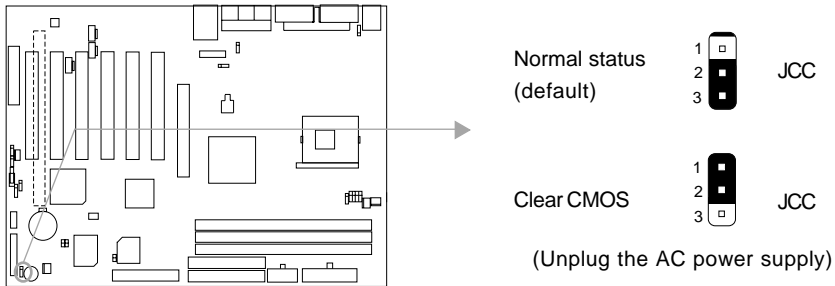 Normal status
(default)
1
2
3
JCC
Clear CMOS
1
2
3
JCC
(Unplug the AC power supply)